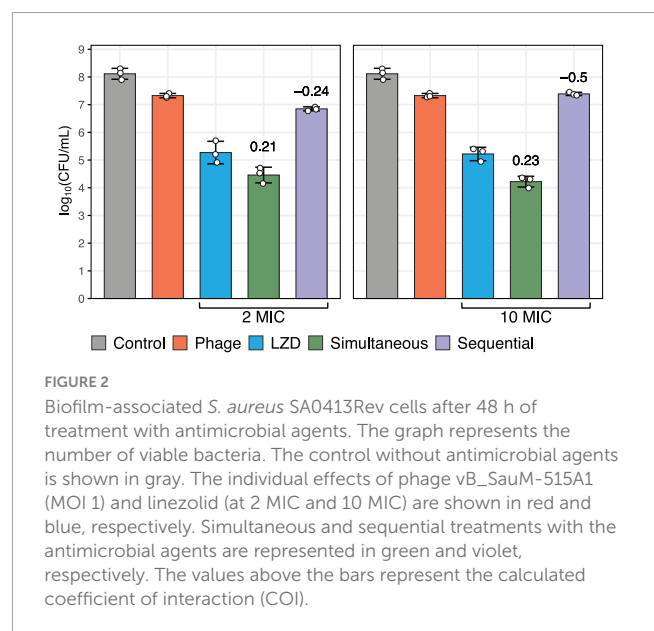 9
8
7
6
5
4
3
2
1
0
log10(CFU/mL)
0.21
−0.24
0.23
−0.5
2 MIC
10 MIC
Control Phage LZD Simultaneous Sequential
FIGURE 2
Biofilm-associated S. aureus SA0413Rev cells after 48 h of
treatment with antimicrobial agents. The graph represents the
number of viable bacteria. The control without antimicrobial agents
is shown in gray. The individual effects of phage vB_SauM-515A1
(MOI 1) and linezolid (at 2 MIC and 10 MIC) are shown in red and
blue, respectively. Simultaneous and sequential treatments with the
antimicrobial agents are represented in green and violet,
respectively. The values above the bars represent the calculated
coefficient of interaction (COI).